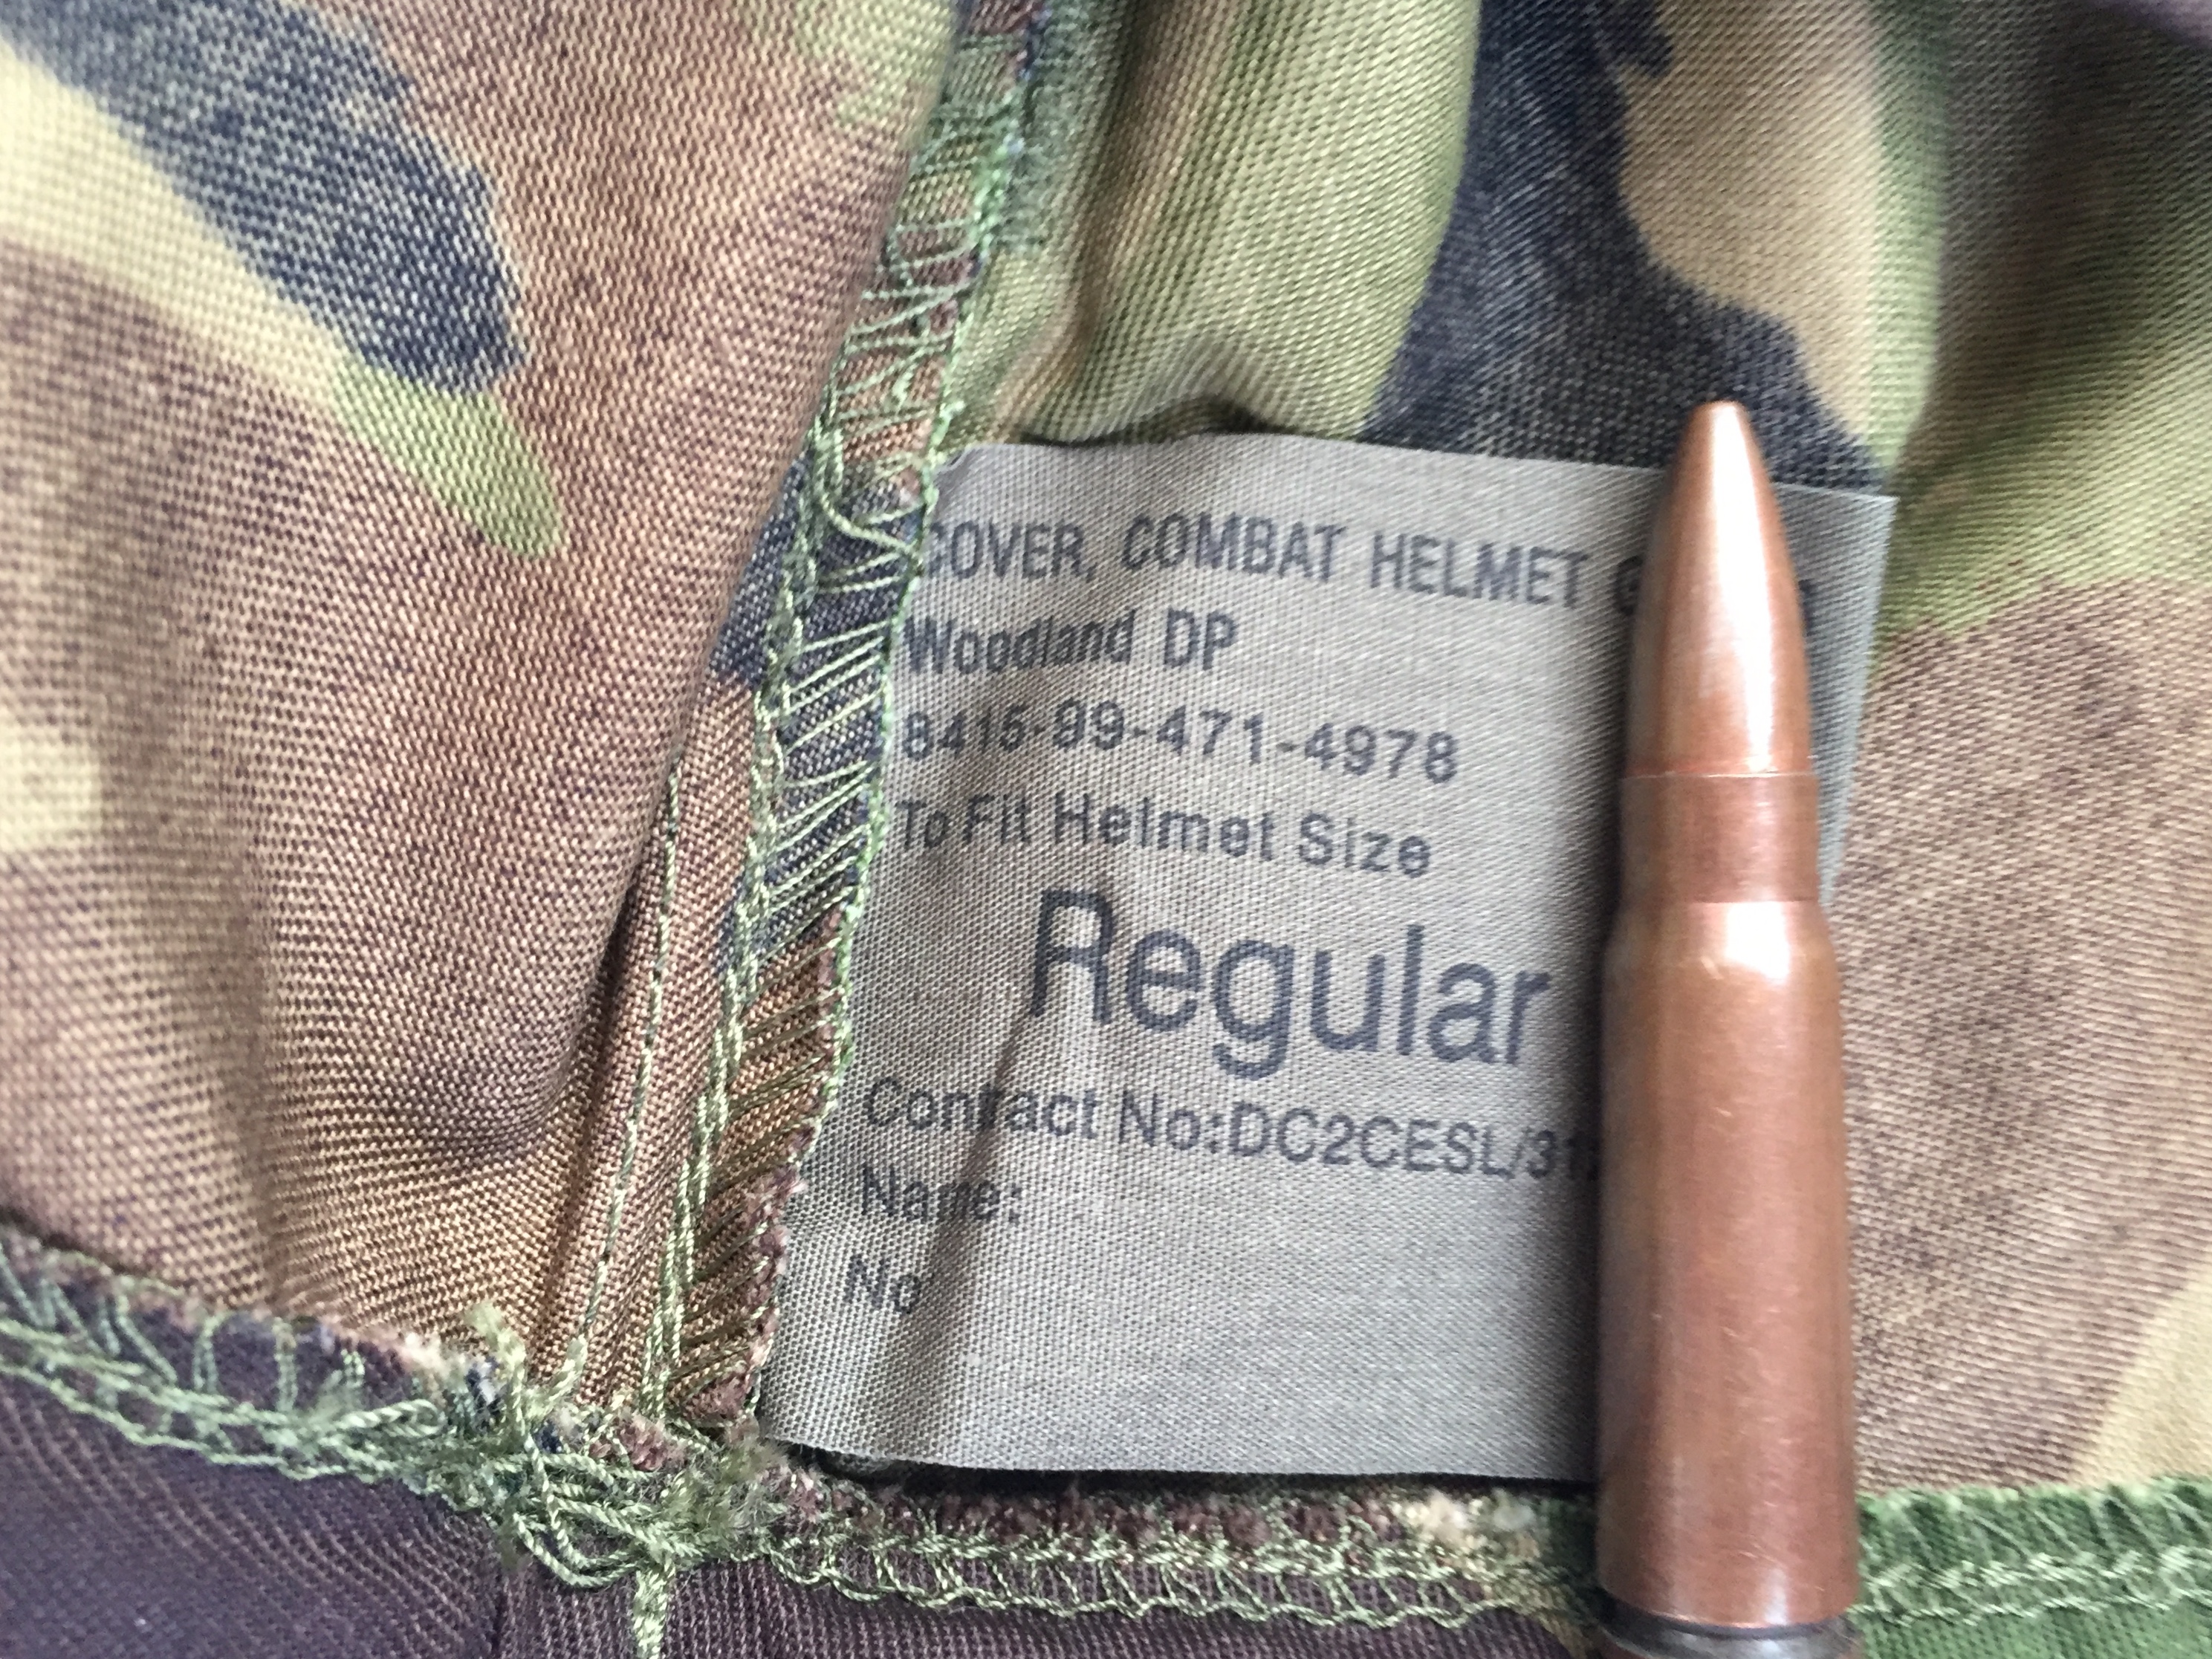 COVER, COMBAT HELMET
Woodland DP
8415-99-471-4978
To Fit Helmet Size
Regular
Contract No:DC2CESL/31
Name:
No